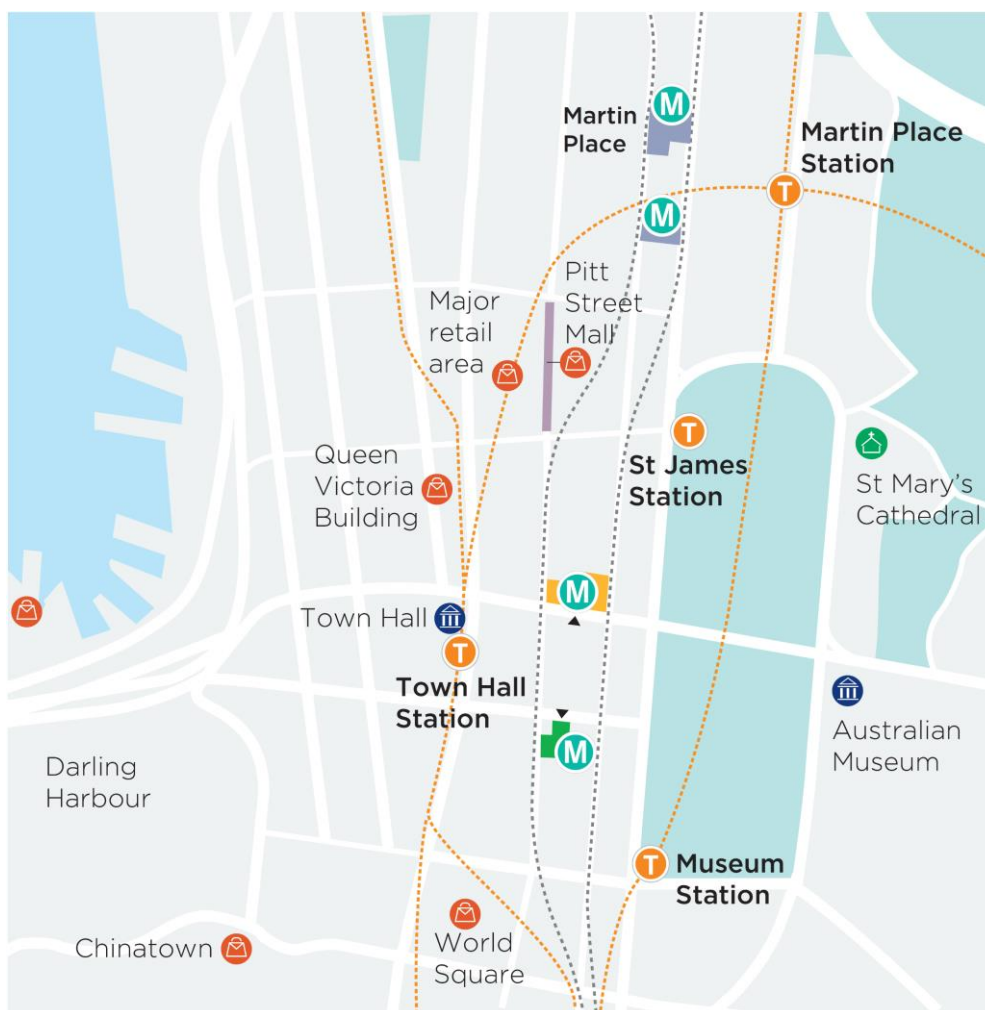 M
Martin
Place
Martin Place
Station
T
M
Pitt
Street
Mall
Major
retail
area
T
St James
Station
Queen
Victoria
Building
St Mary's
Cathedral
M
Town Hall
T
Town Hall
Station
M
Australian
Museum
Darling
Harbour
T
Museum
Station
Chinatown
World
Square